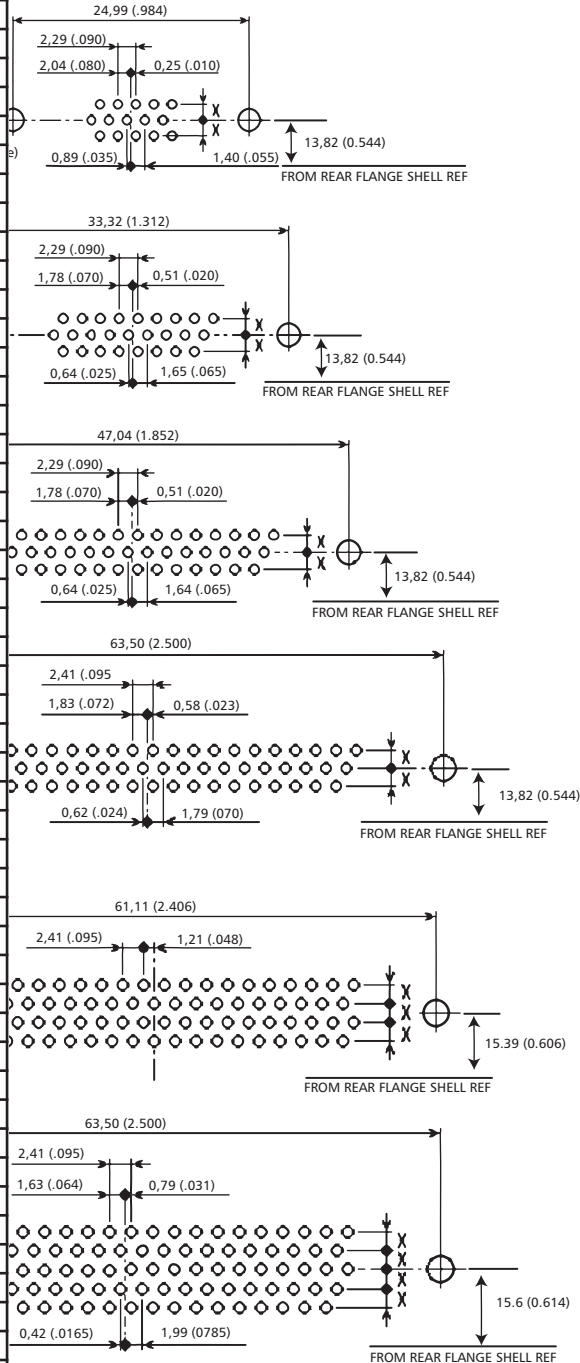 24,99 (.984)
2,29 (.090)
2,04 (.080) 0,25 (.010)
X
X
13,82 (0.544)
e)
0,89 (.035) 1,40 (.055)
FROM REAR FLANGE SHELL REF
33,32 (1.312)
2,29 (.090)
1,78 (.070) 0,51 (.020)
X
X
13,82 (0.544)
0,64 (.025) 1,65 (.065)
FROM REAR FLANGE SHELL REF
47,04 (1.852)
2,29 (.090)
1,78 (.070) 0,51 (.020)
X
X
13,82 (0.544)
0,64 (.025) 1,64 (.065)
FROM REAR FLANGE SHELL REF
63,50 (2.500)
2,41 (.095
1,83 (.072) 0,58 (.023)
X
X
13,82 (0.544)
0,62 (.024) 1,79 (070)
FROM REAR FLANGE SHELL REF
61,11 (2.406)
2,41 (.095) 1,21 (.048)
X
X
X
15.39 (0.606)
FROM REAR FLANGE SHELL REF
63,50 (2.500)
2,41 (.095)
1,63 (.064) 0,79 (.031)
X
X
X
X
15.6 (0.614)
0,42 (.0165) 1,99 (0785)
FROM REAR FLANGE SHELL REF